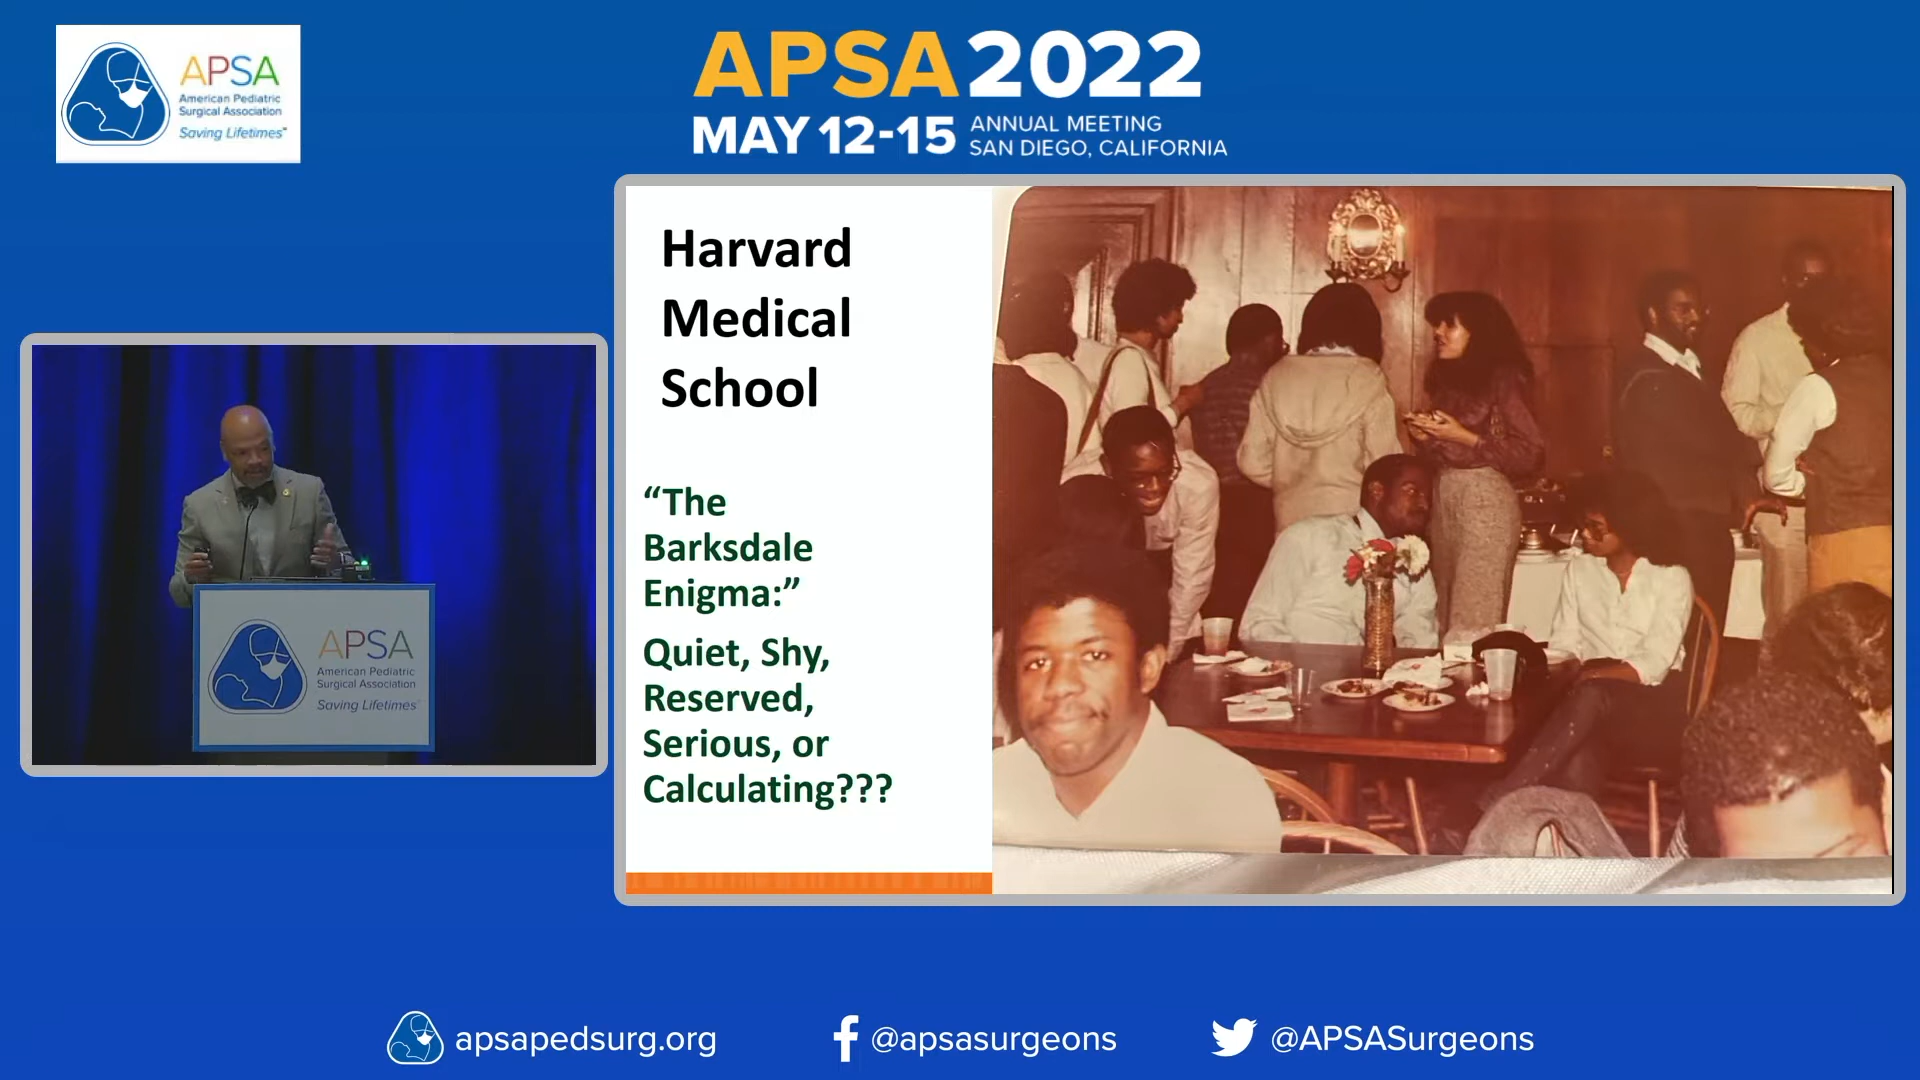 APSA
American Pediatric
Surgical Association
Saving Lifetimes
APSA 2022
MAY 12-15
ANNUAL MEETING
SAN DIEGO, CALIFORNIA
Harvard
Medical
School
“The
Barksdale
Enigma:”
Quiet, Shy,
Reserved,
Serious, or
Calculating???
APSA
American Pediatric
Surgical Association
Saving Lifetimes
apsapedsurg.org
@apsasurgeons
@APSASurgeons